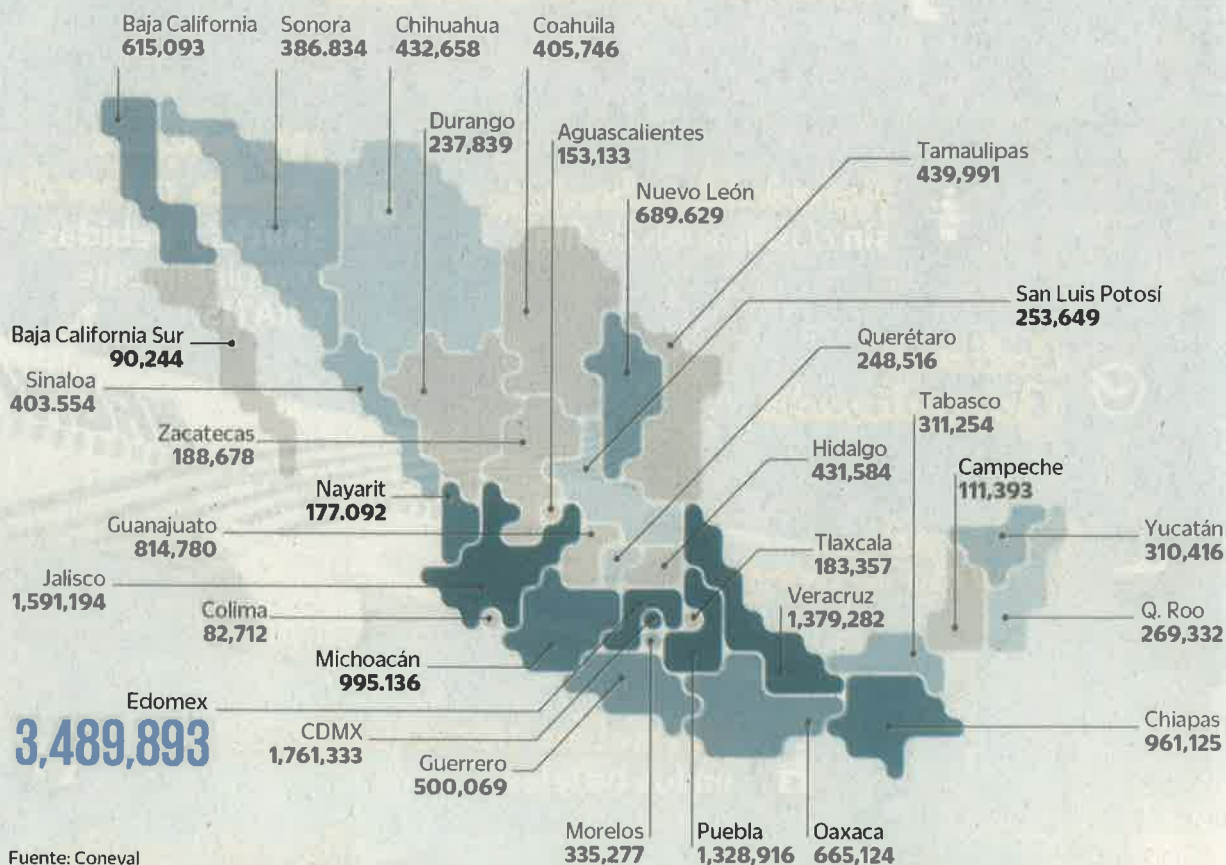 Baja California
615,093
Sonora
386.834
Chihuahua
432,658
Coahuila
405,746
Durango
237,839
Aguascalientes
153,133
Tamaulipas
439,991
Nuevo León
689.629
San Luis Potosí
253,649
Baja California Sur
90,244
Querétaro
248,516
Sinaloa
403.554
Tabasco
311,254
Zacatecas
188,678
Hidalgo
431,584
Campeche
111,393
Nayarit
177.092
Guanajuato
814,780
Yucatán
310,416
Tlaxcala
183,357
Jalisco
1,591,194
Veracruz
1,379,282
Colima
82,712
Q. Roo
269,332
Michoacán
995.136
Edomex
3,489,893
CDMX
1,761,333
Chiapas
961,125
Guerrero
500,069
Morelos
335,277
Puebla
1,328,916
Oaxaca
665,124
Fuente: Coneval